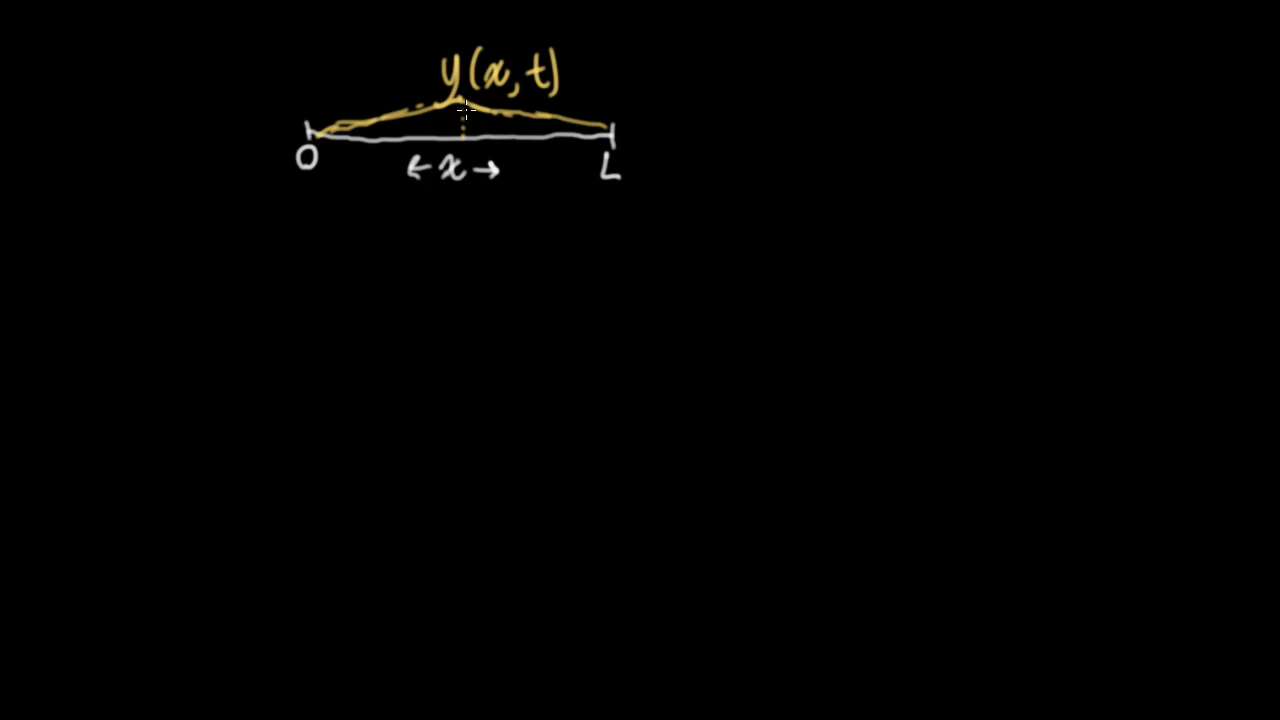 y(x,t)
0 ← x → L